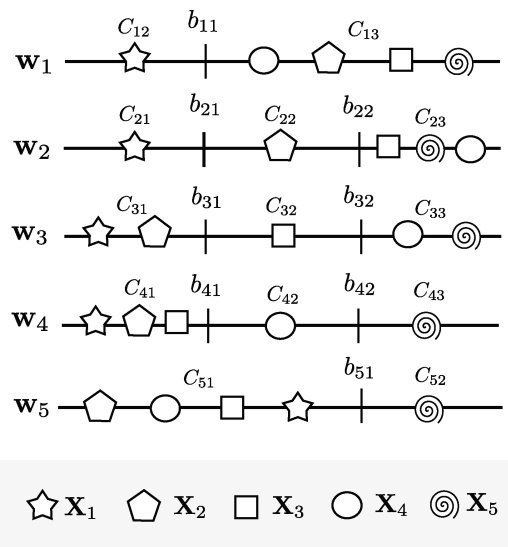 C12 b11 C13
w1
C21 b21 C22 b22 C23
w2
C31 b31 C32 b32 C33
w3
C41 b41 C42 b42 C43
w4
C51 b51 C52
w5
X1 X2 X3 X4 X5